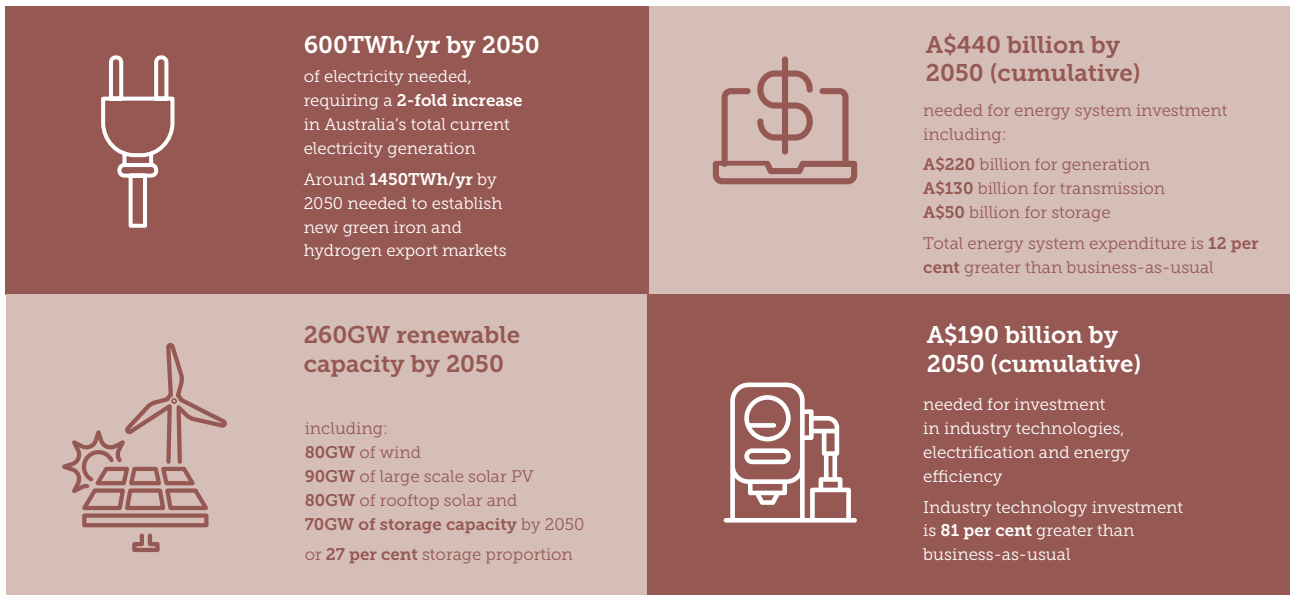 600TWh/yr by 2050
of electricity needed,
requiring a 2-fold increase
in Australia's total current
electricity generation
Around 1450TWh/yr by
2050 needed to establish
new green iron and
hydrogen export markets
A$440 billion by
2050 (cumulative)
needed for energy system investment
including:
A$220 billion for generation
A$130 billion for transmission
A$50 billion for storage
Total energy system expenditure is 12 per
cent greater than business-as-usual
260GW renewable
capacity by 2050
including:
80GW of wind
90GW of large scale solar PV
80GW of rooftop solar and
70GW of storage capacity by 2050
or 27 per cent storage proportion
A$190 billion by
2050 (cumulative)
needed for investment
in industry technologies,
electrification and energy
efficiency
Industry technology investment
is 81 per cent greater than
business-as-usual